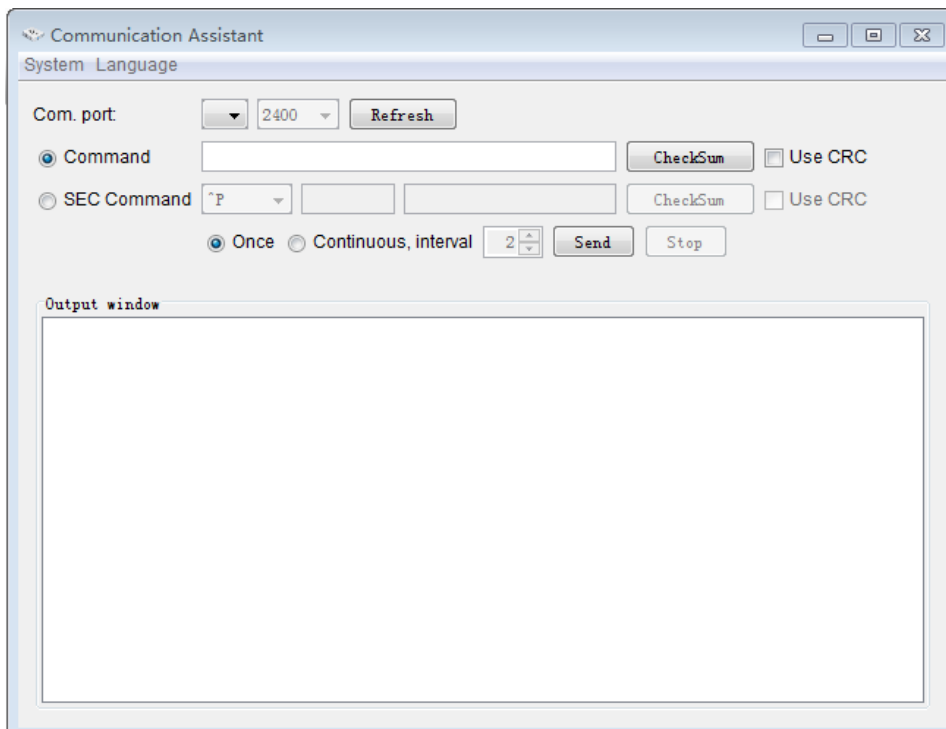 Communication Assistant
System Language
Com. port: 2400 Refresh
Command CheckSum Use CRC
SEC Command ^P CheckSum Use CRC
Once Continuous, interval 2 Send Stop
Output window